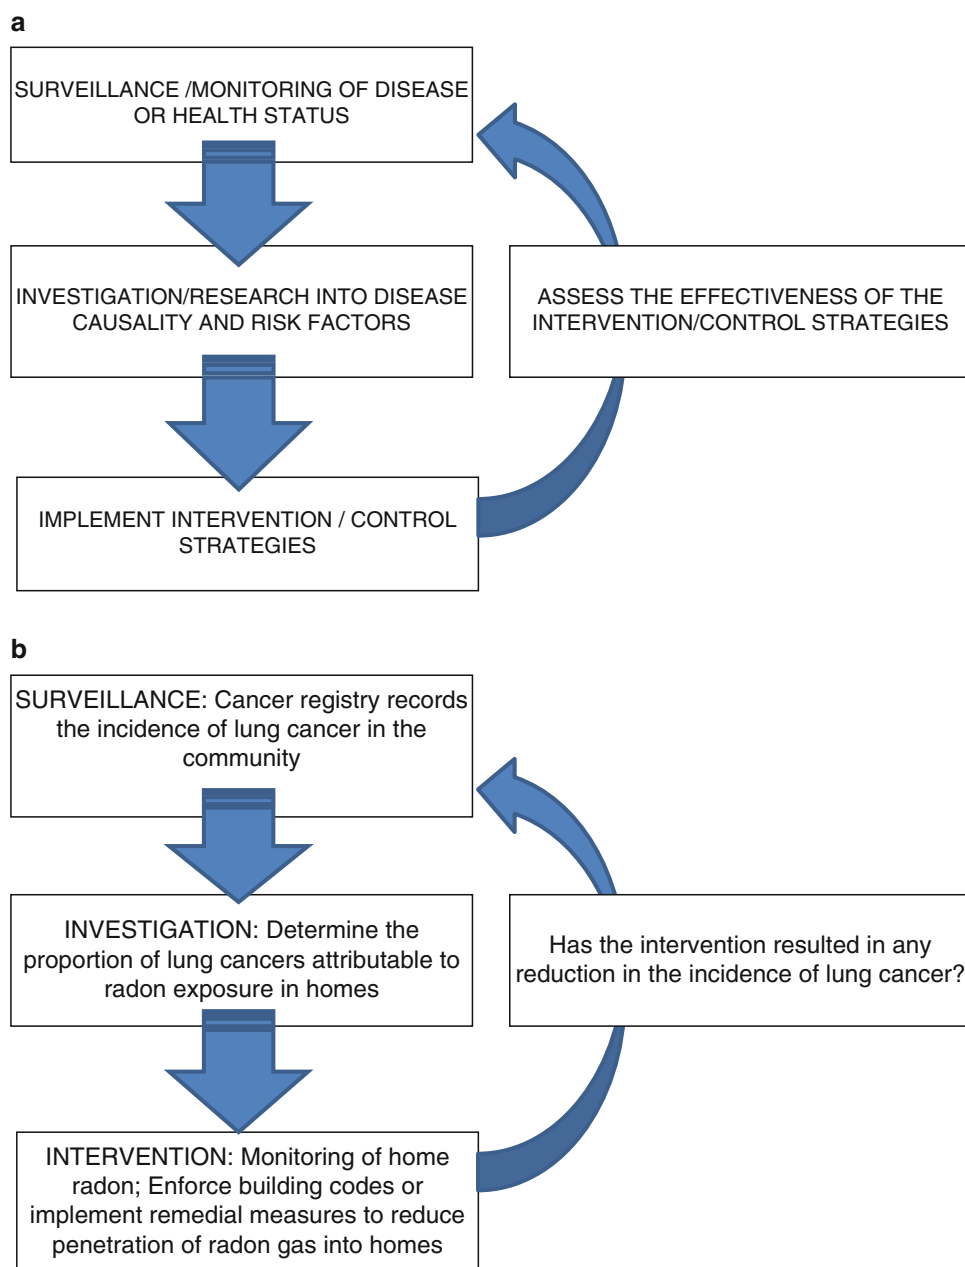 a
SURVEILLANCE /MONITORING OF DISEASE
OR HEALTH STATUS
INVESTIGATION/RESEARCH INTO DISEASE
CAUSALITY AND RISK FACTORS
ASSESS THE EFFECTIVENESS OF THE
INTERVENTION/CONTROL STRATEGIES
IMPLEMENT INTERVENTION / CONTROL
STRATEGIES
b
SURVEILLANCE: Cancer registry records
the incidence of lung cancer in the
community
INVESTIGATION: Determine the
proportion of lung cancers attributable to
radon exposure in homes
Has the intervention resulted in any
reduction in the incidence of lung cancer?
INTERVENTION: Monitoring of home
radon; Enforce building codes or
implement remedial measures to reduce
penetration of radon gas into homes